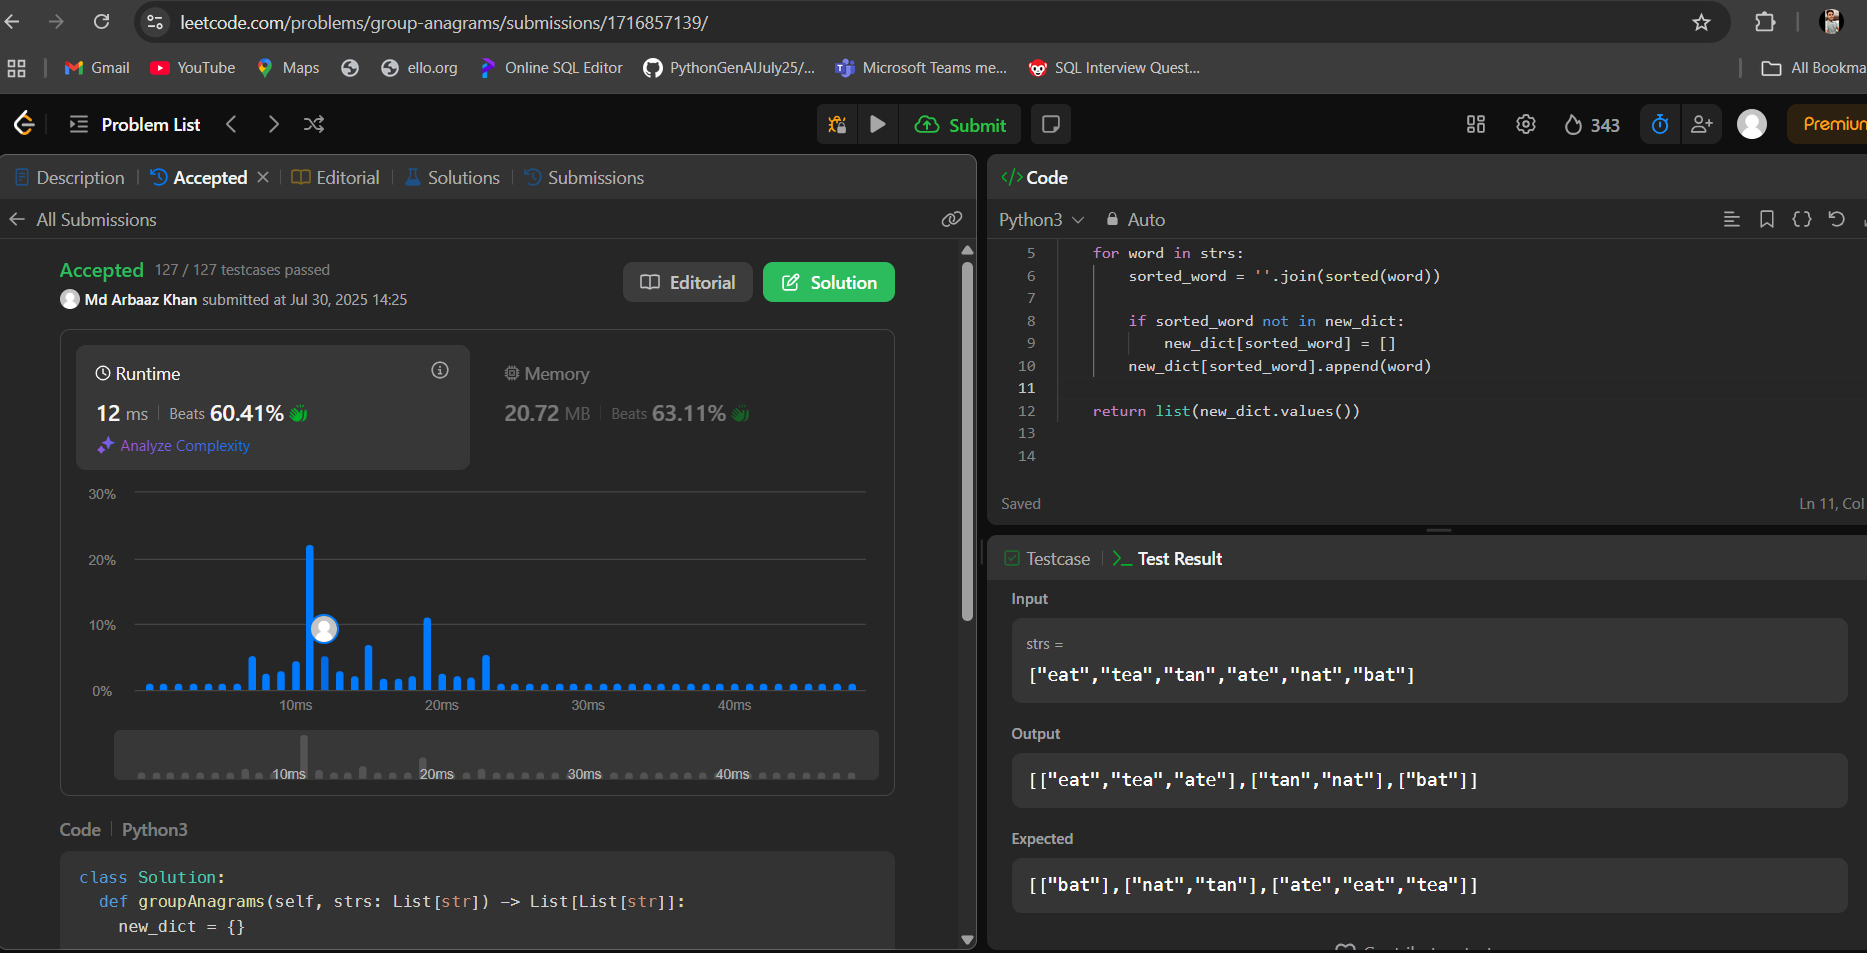 leetcode.com/problems/group-anagrams/submissions/1716857139/
Gmail YouTube Maps ello.org Online SQL Editor PythonGenAIJuly25/... Microsoft Teams me... SQL Interview Quest... All Bookma
Problem List Submit 343 Premium
Description Accepted Editorial Solutions Submissions
All Submissions
Accepted 127 / 127 testcases passed
Md Arbaaz Khan submitted at Jul 30, 2025 14:25
Editorial Solution
Runtime
12 ms Beats 60.41%
Analyze Complexity
Memory
20.72 MB Beats 63.11%
30%
20%
10%
0%
10ms 20ms 30ms 40ms
10ms 20ms 30ms 40ms
Code Python3
class Solution:
def groupAnagrams(self, strs: List[str]) -> List[List[str]]:
new_dict = {}
</> Code
Python3 Auto
5 for word in strs:
6 sorted_word = ''.join(sorted(word))
7
8 if sorted_word not in new_dict:
9 new_dict[sorted_word] = []
10 new_dict[sorted_word].append(word)
11
12 return list(new_dict.values())
13
14
Saved Ln 11, Col
Testcase >_ Test Result
Input
strs =
["eat","tea","tan","ate","nat","bat"]
Output
[["eat","tea","ate"],["tan","nat"],["bat"]]
Expected
[["bat"],["nat","tan"],["ate","eat","tea"]]